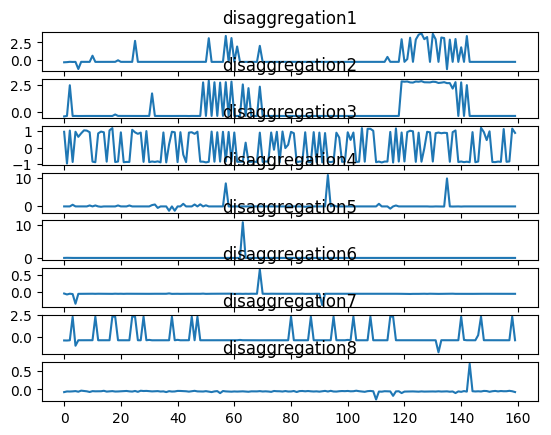 disaggregation1
2.5
0.0
disaggregation2
2.5
0.0
disaggregation3
1
0
−1
disaggregation4
10
0
disaggregation5
10
0
disaggregation6
0.5
0.0
disaggregation7
2.5
0.0
disaggregation8
0.5
0.0
0 20 40 60 80 100 120 140 160